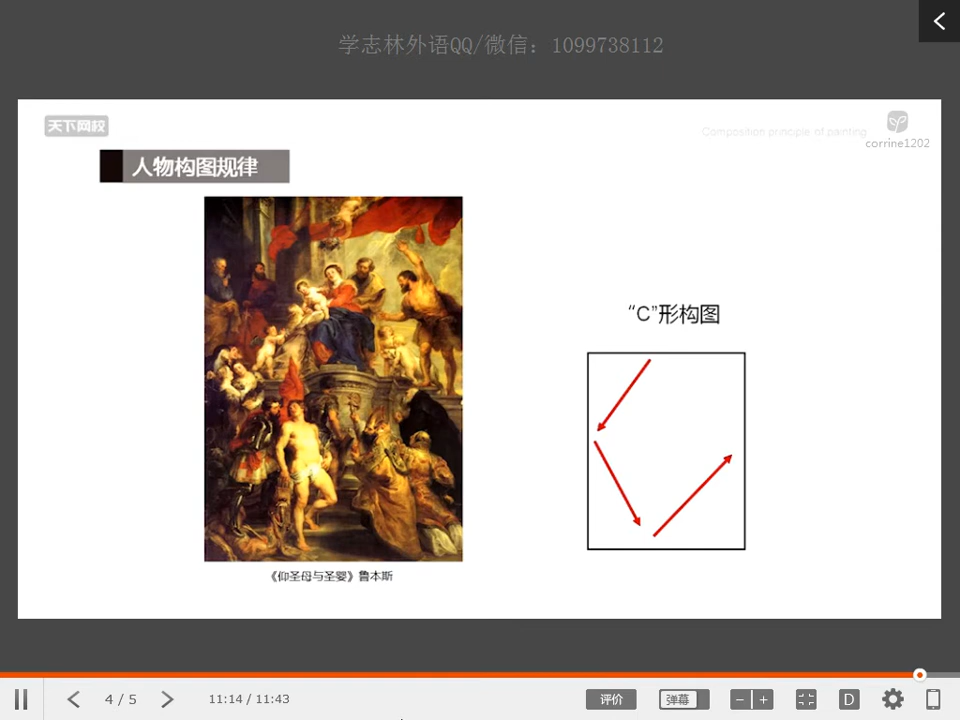 学志林外语QQ/微信：1099738112
天下网校
Composition principle of painting
corrine1202
人物构图规律
“C”形构图
《仰圣母与圣婴》鲁本斯
4 / 5
11:14 / 11:43
评价
弹幕
D